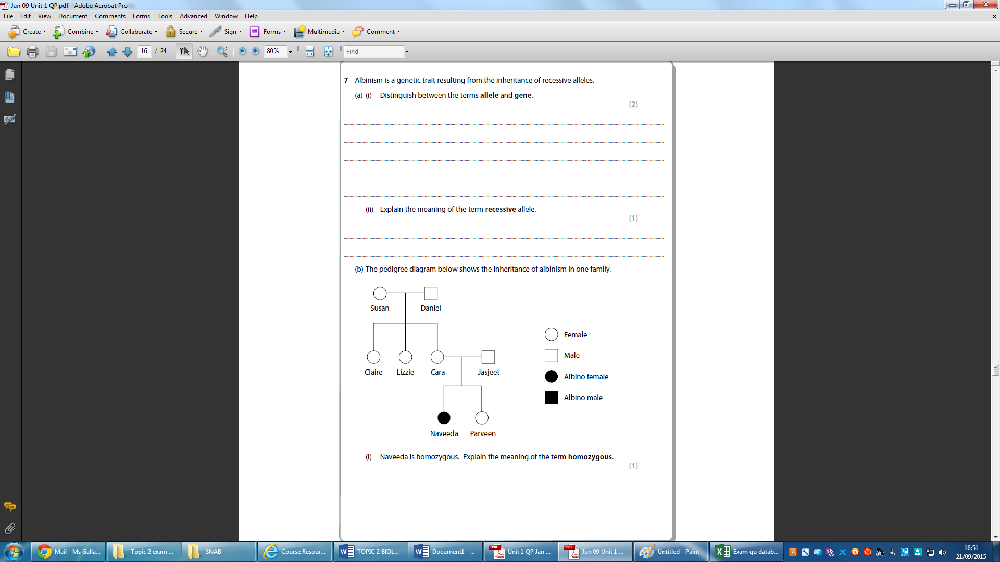 Jun 09 Unit 1 QP.pdf - Adobe Acrobat Pro
File Edit View Document Comments Forms Tools Advanced Window Help
Create Combine Collaborate Secure Sign Forms Multimedia Comment
16 / 24 80% Find
7 Albinism is a genetic trait resulting from the inheritance of recessive alleles.
(a) (i) Distinguish between the terms allele and gene.
(2)
(ii) Explain the meaning of the term recessive allele.
(1)
(b) The pedigree diagram below shows the inheritance of albinism in one family.
Susan Daniel
Female
Male
Claire Lizzie Cara Jasjeet
Albino female
Albino male
Naveeda Parveen
(i) Naveeda is homozygous. Explain the meaning of the term homozygous.
(1)
Mail - Ms Galla... Topic 2 exam ... SNAB Course Resour... TOPIC 2 BIOL... Document1 - ... Unit 1 QP Jan ... Jun 09 Unit 1 ... Untitled - Paint Exam qu datab... 16:51
21/09/2015